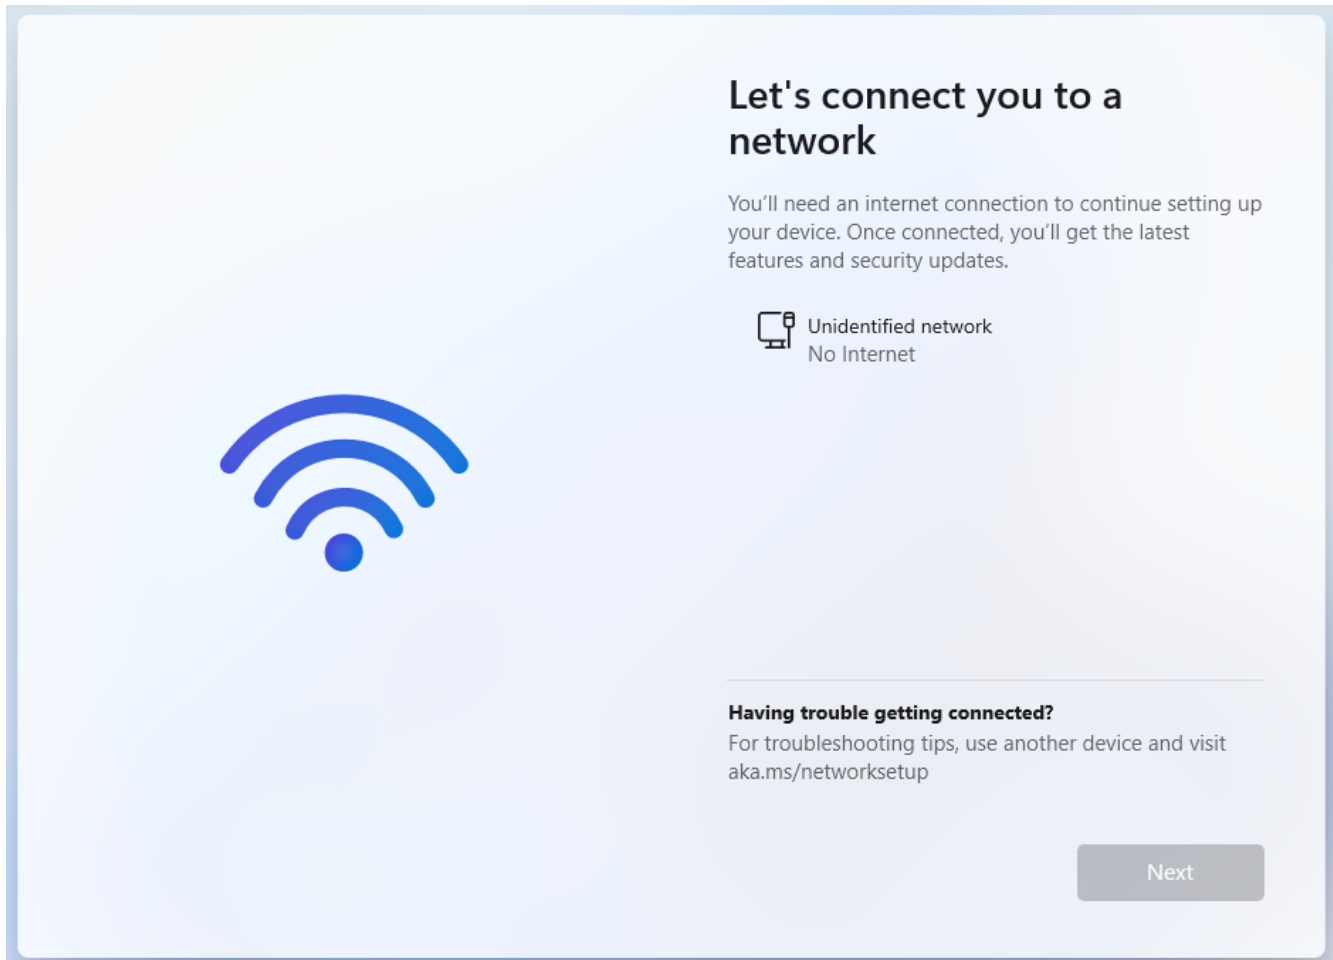 Let's connect you to a
network
You’ll need an internet connection to continue setting up
your device. Once connected, you’ll get the latest
features and security updates.
Unidentified network
No Internet
Having trouble getting connected?
For troubleshooting tips, use another device and visit
aka.ms/networksetup
Next